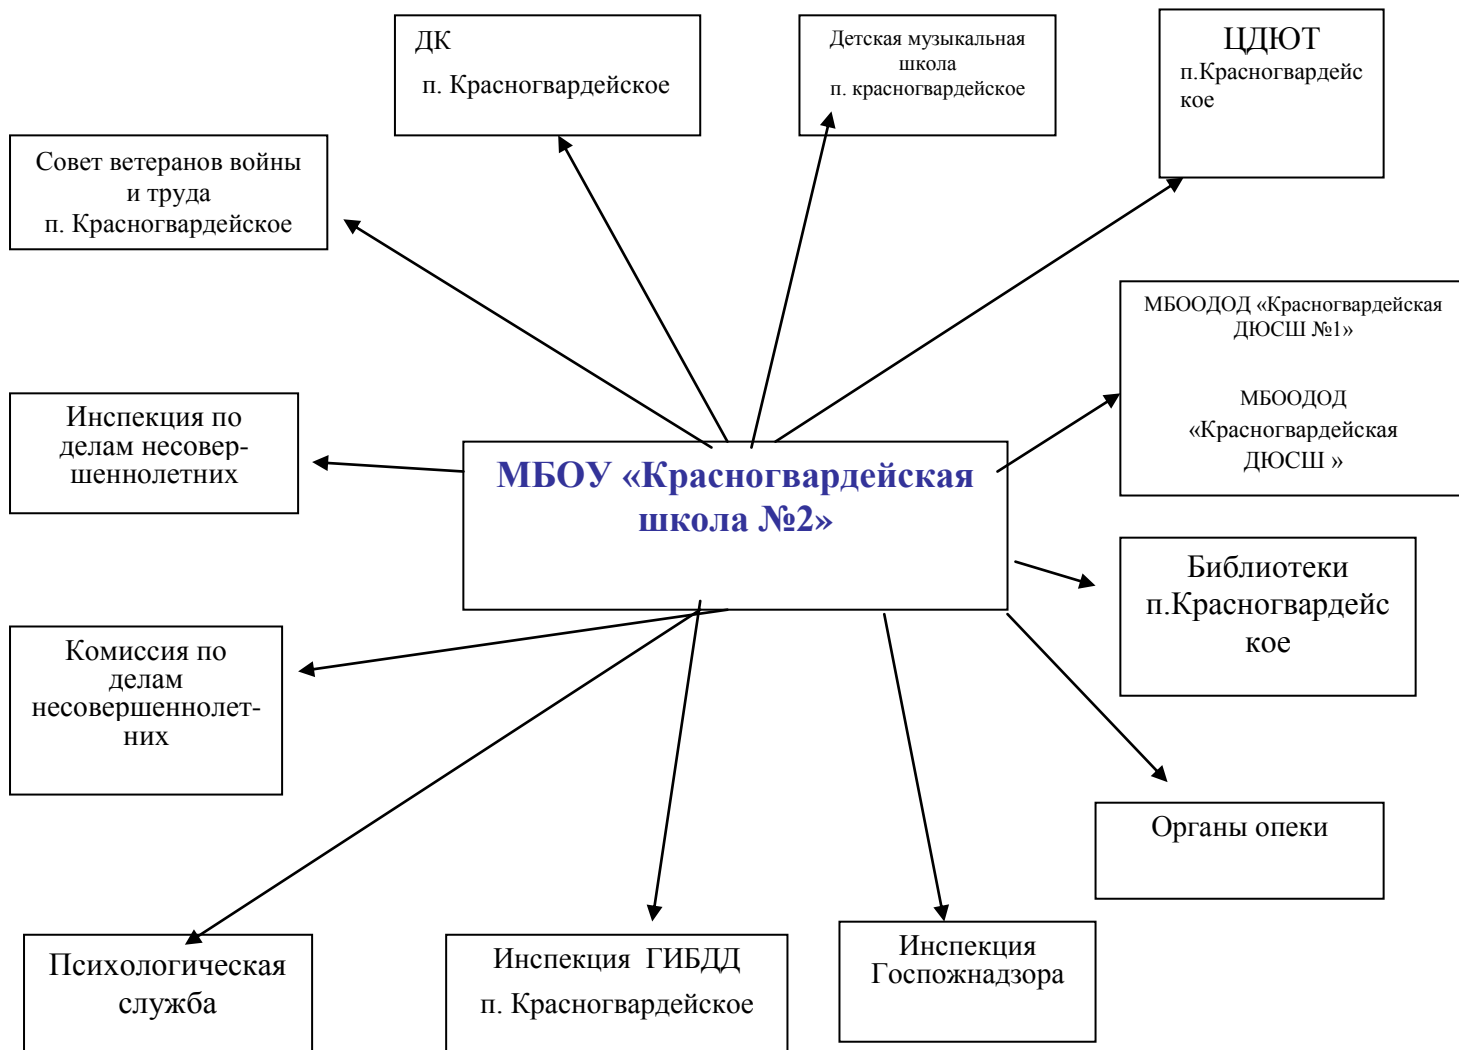 ДК
п. Красногвардейское
Детская музыкальная
школа
п. красногвардейское
ЦДЮТ
п.Красногвардейс
кое
Совет ветеранов войны
и труда
п. Красногвардейское
МБООДОД «Красногвардейская
ДЮСШ №1»
МБООДОД
«Красногвардейская
ДЮСШ »
Инспекция по
делам несовер-
шеннолетних
МБОУ «Красногвардейская
школа №2»
Библиотеки
п.Красногвардейс
кое
Комиссия по
делам
несовершеннолет-
них
Органы опеки
Психологическая
служба
Инспекция  ГИБДД
п. Красногвардейское
Инспекция
Госпожнадзора